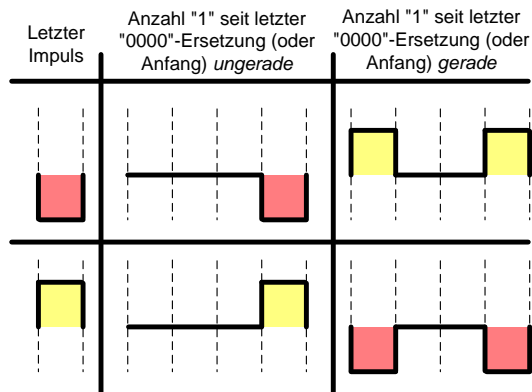 Letzter
Impuls
Anzahl "1" seit letzter
"0000"-Ersetzung (oder
Anfang) ungerade
Anzahl "1" seit letzter
"0000"-Ersetzung (oder
Anfang) gerade